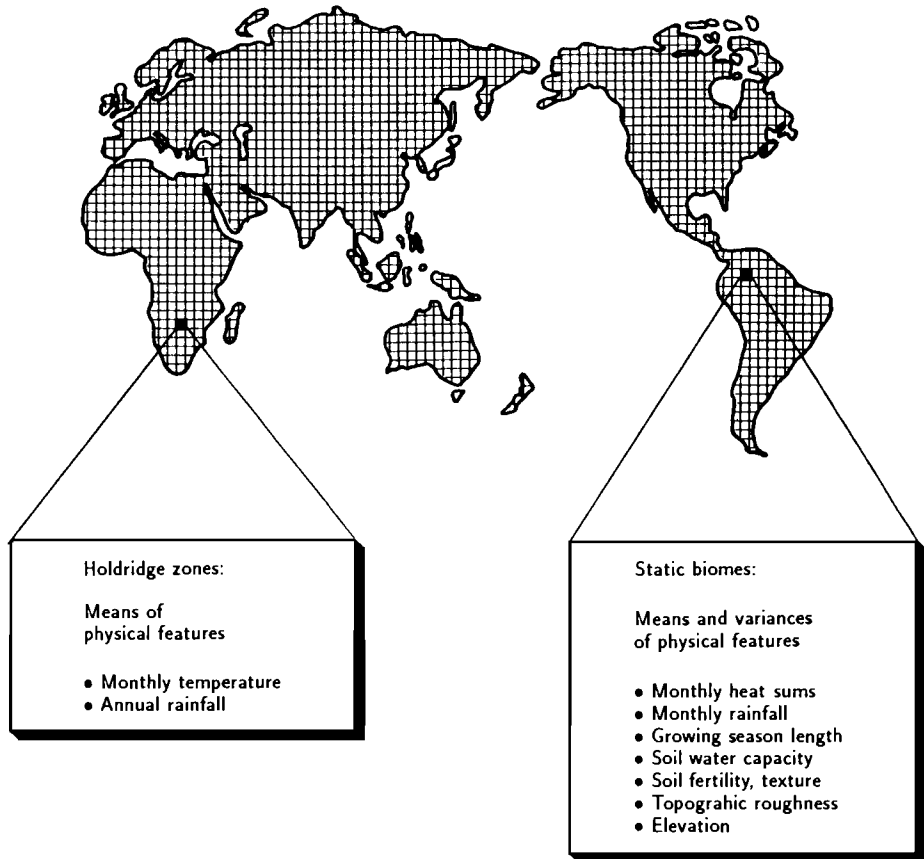 Holdridge zones:
Means of
physical features
• Monthly temperature
• Annual rainfall
Static biomes:
Means and variances
of physical features
• Monthly heat sums
• Monthly rainfall
• Growing season length
• Soil water capacity
• Soil fertility, texture
• Topograhic roughness
• Elevation